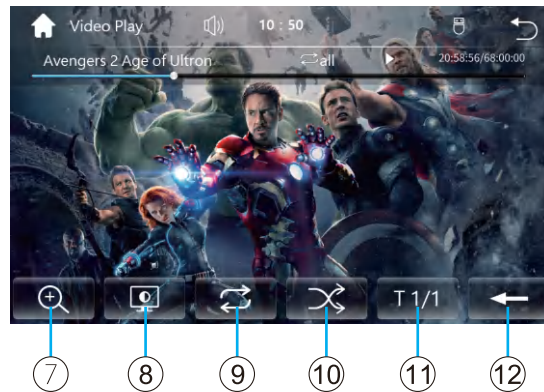 Video Play 10 : 50
Avengers 2 Age of Ultron all 20:58:56/68:00:00
T 1/1
7 8 9 10 11 12